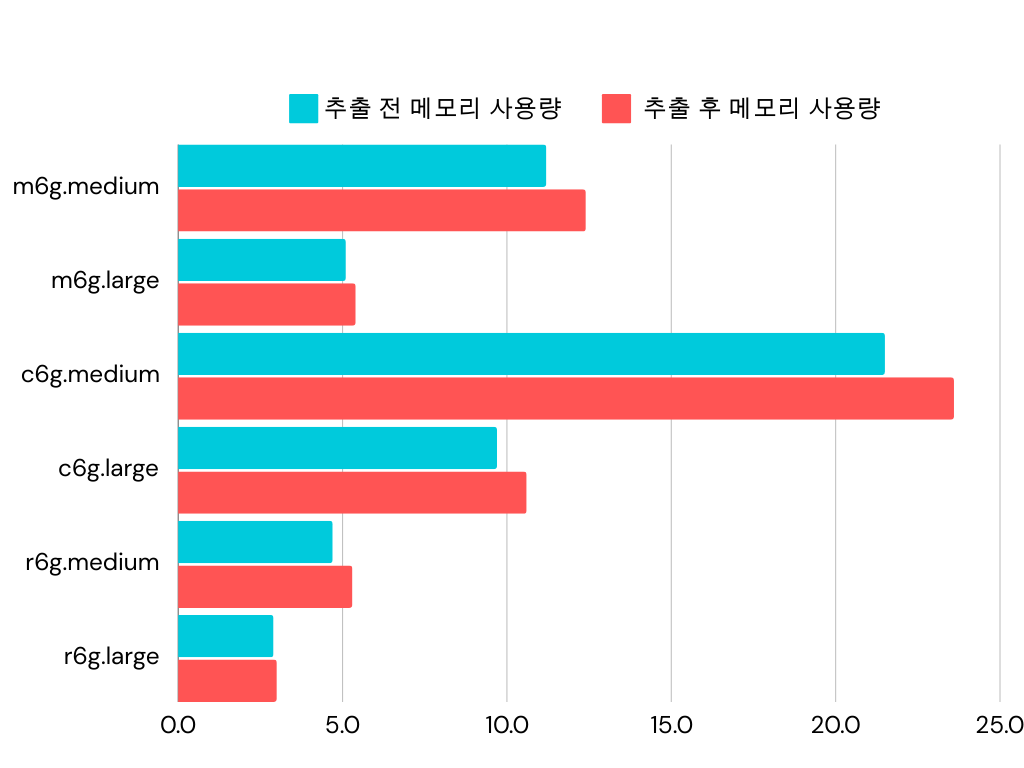 추출 전 메모리 사용량 추출 후 메모리 사용량
m6g.medium
m6g.large
c6g.medium
c6g.large
r6g.medium
r6g.large
0.0 5.0 10.0 15.0 20.0 25.0